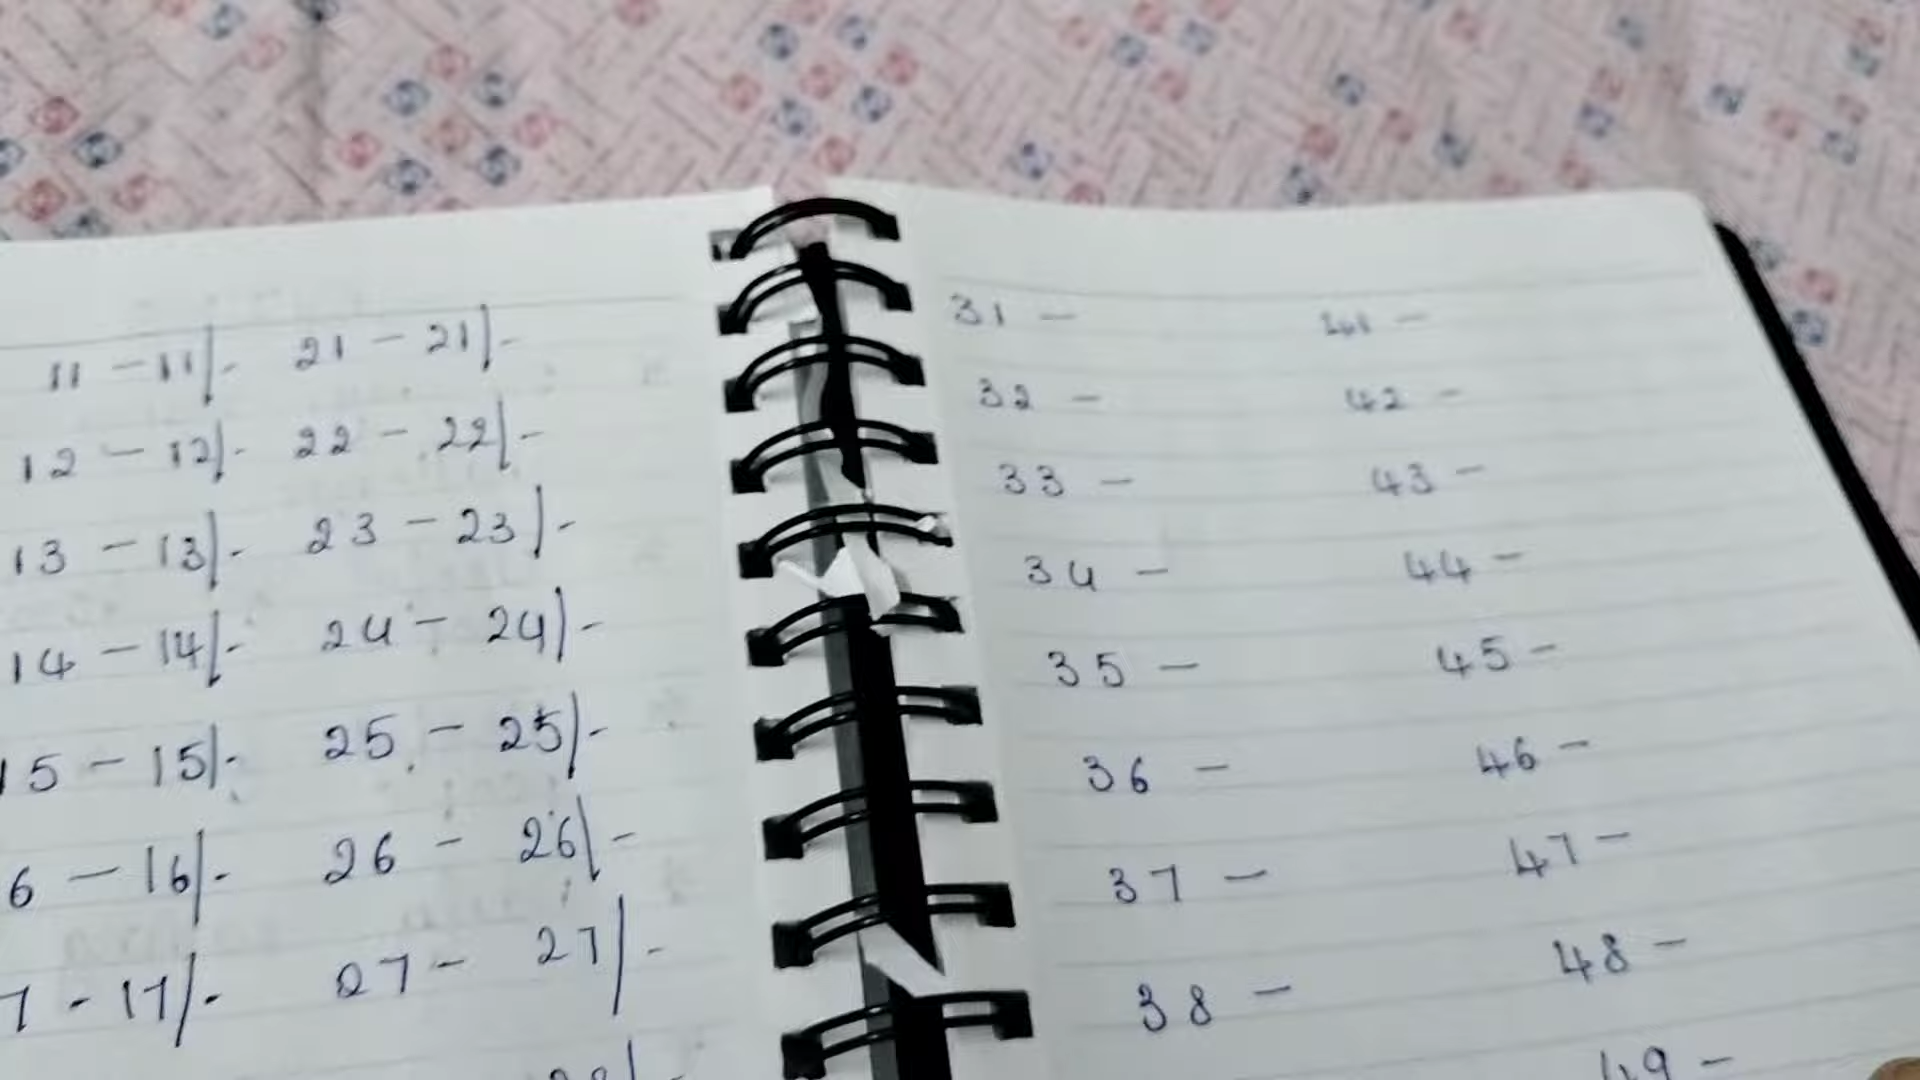 11 - 11/- 21 - 21/-
12 - 12/- 22 - 22/-
13 - 13/- 23 - 23/-
14 - 14/- 24 - 24/-
15 - 15/- 25 - 25/-
6 - 16/- 26 - 26/-
7 - 17/- 27 - 27/-
31 - 41 -
32 - 42 -
33 - 43 -
34 - 44 -
35 - 45 -
36 - 46 -
37 - 47 -
38 - 48 -
49 -